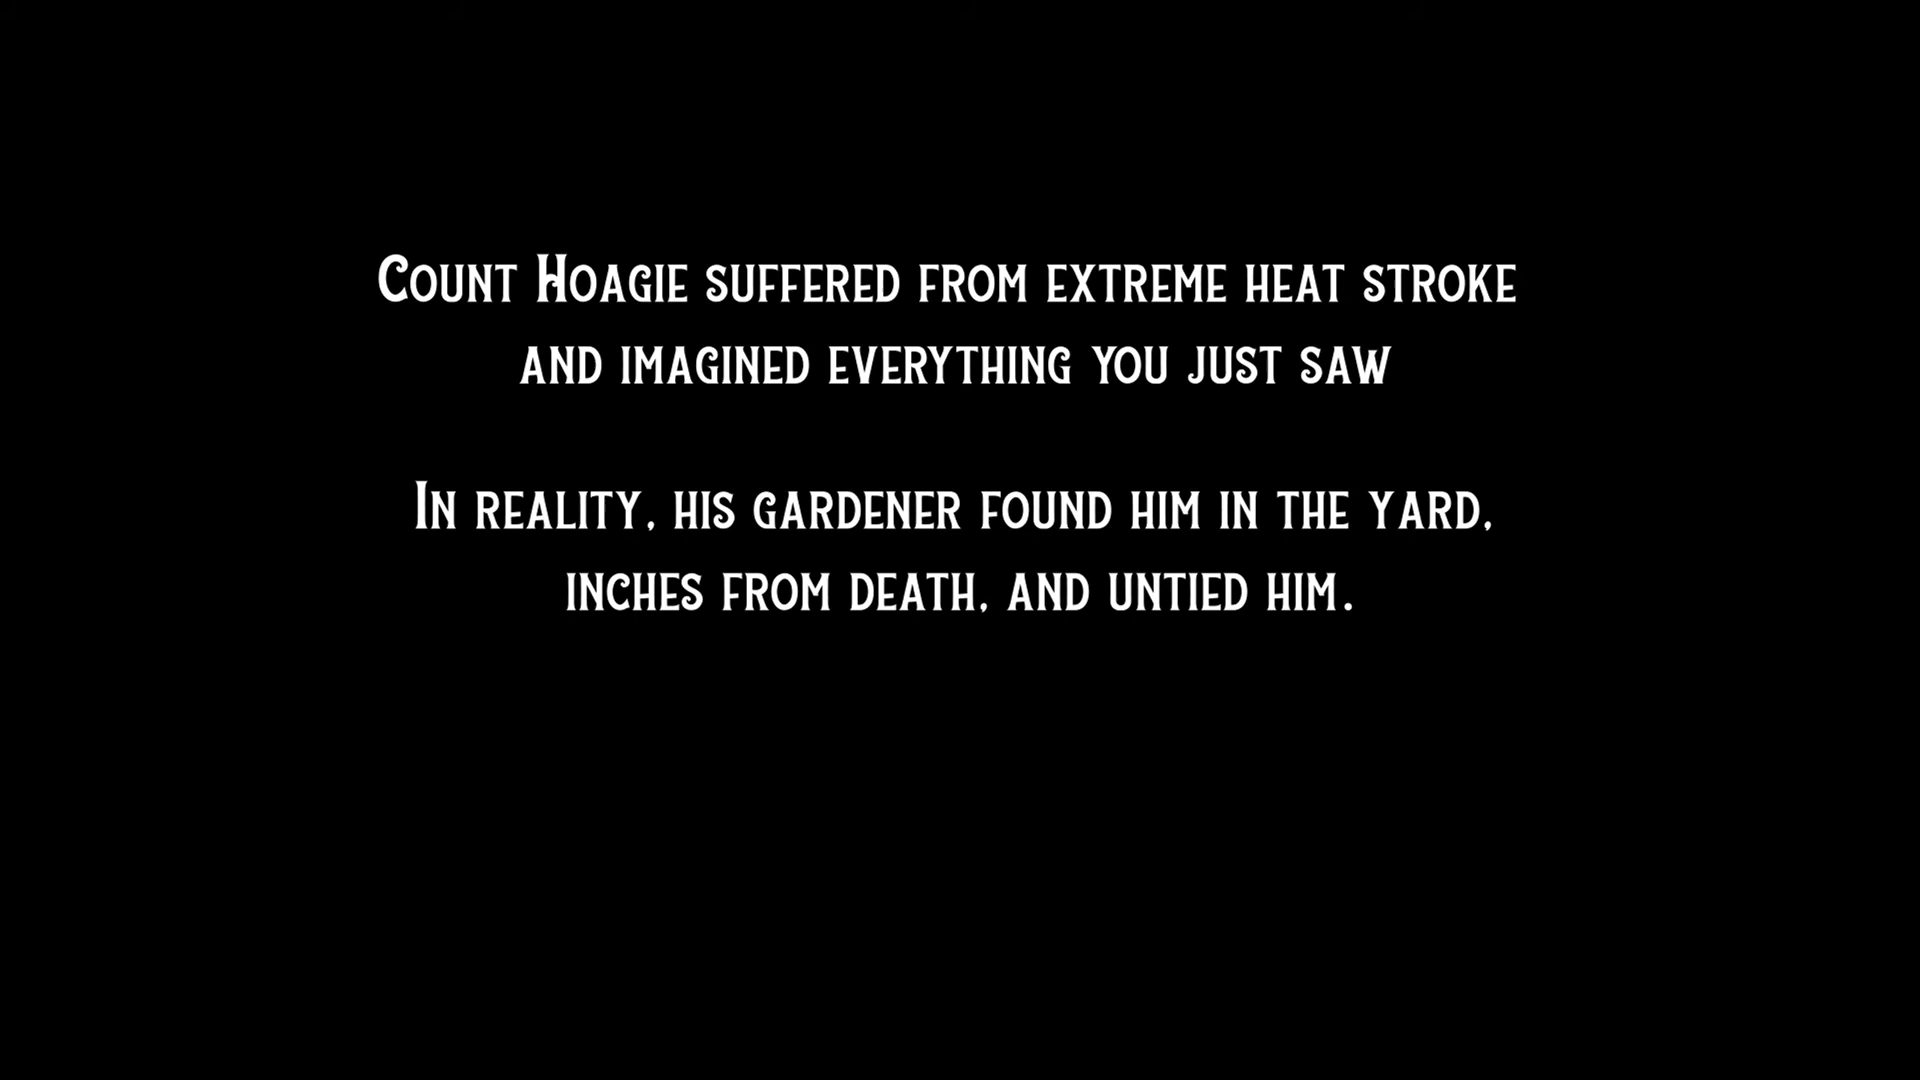 Count Hoagie suffered from extreme heat stroke
and imagined everything you just saw
In reality, his gardener found him in the yard,
inches from death, and untied him.